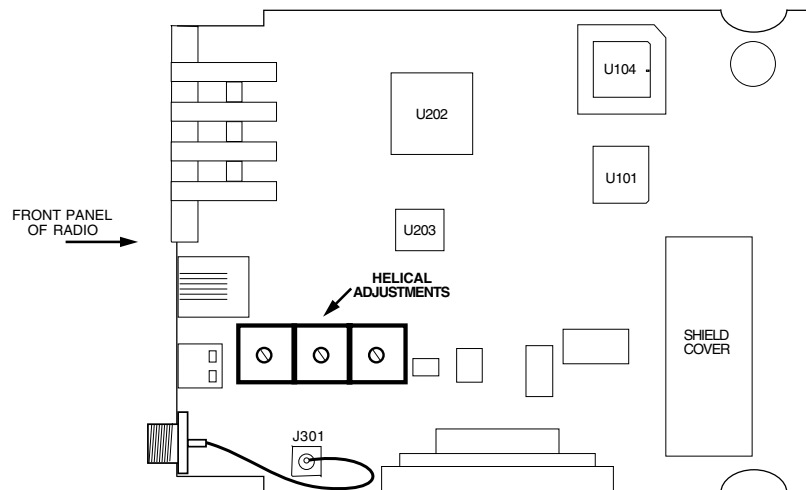 U104
U202
U101
FRONT PANEL
OF RADIO
U203
HELICAL
ADJUSTMENTS
SHIELD
COVER
J301